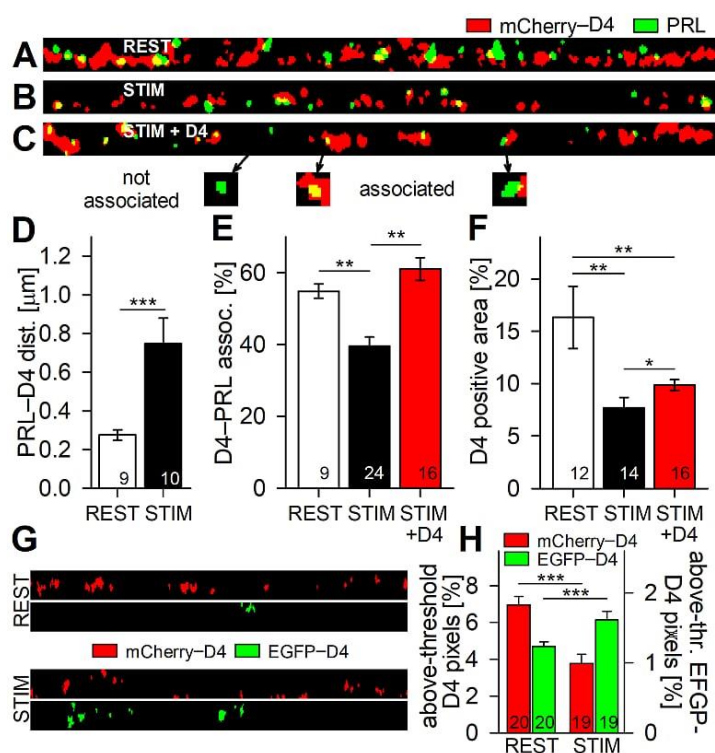 mCherry–D4 PRL
A REST
B STIM
C STIM + D4
not associated
associated
D
PRL–D4 dist. [µm]
1.2
1.0
0.8
0.6
0.4
0.2
0.0
***
9 10
REST STIM
E
D4–PRL assoc. [%]
60
40
20
0
** **
9 24 16
REST STIM STIM
+D4
F
D4 positive area [%]
20
15
10
5
0
**
**
*
12 14 16
REST STIM STIM
+D4
G
REST
mCherry–D4 EGFP–D4
STIM
H
mCherry–D4
EGFP–D4
above-threshold
D4 pixels [%]
8
6
4
2
0
*** ***
20 20 19 19
REST STIM
2
1
0
above-thr. EFGP-
D4 pixels [%]